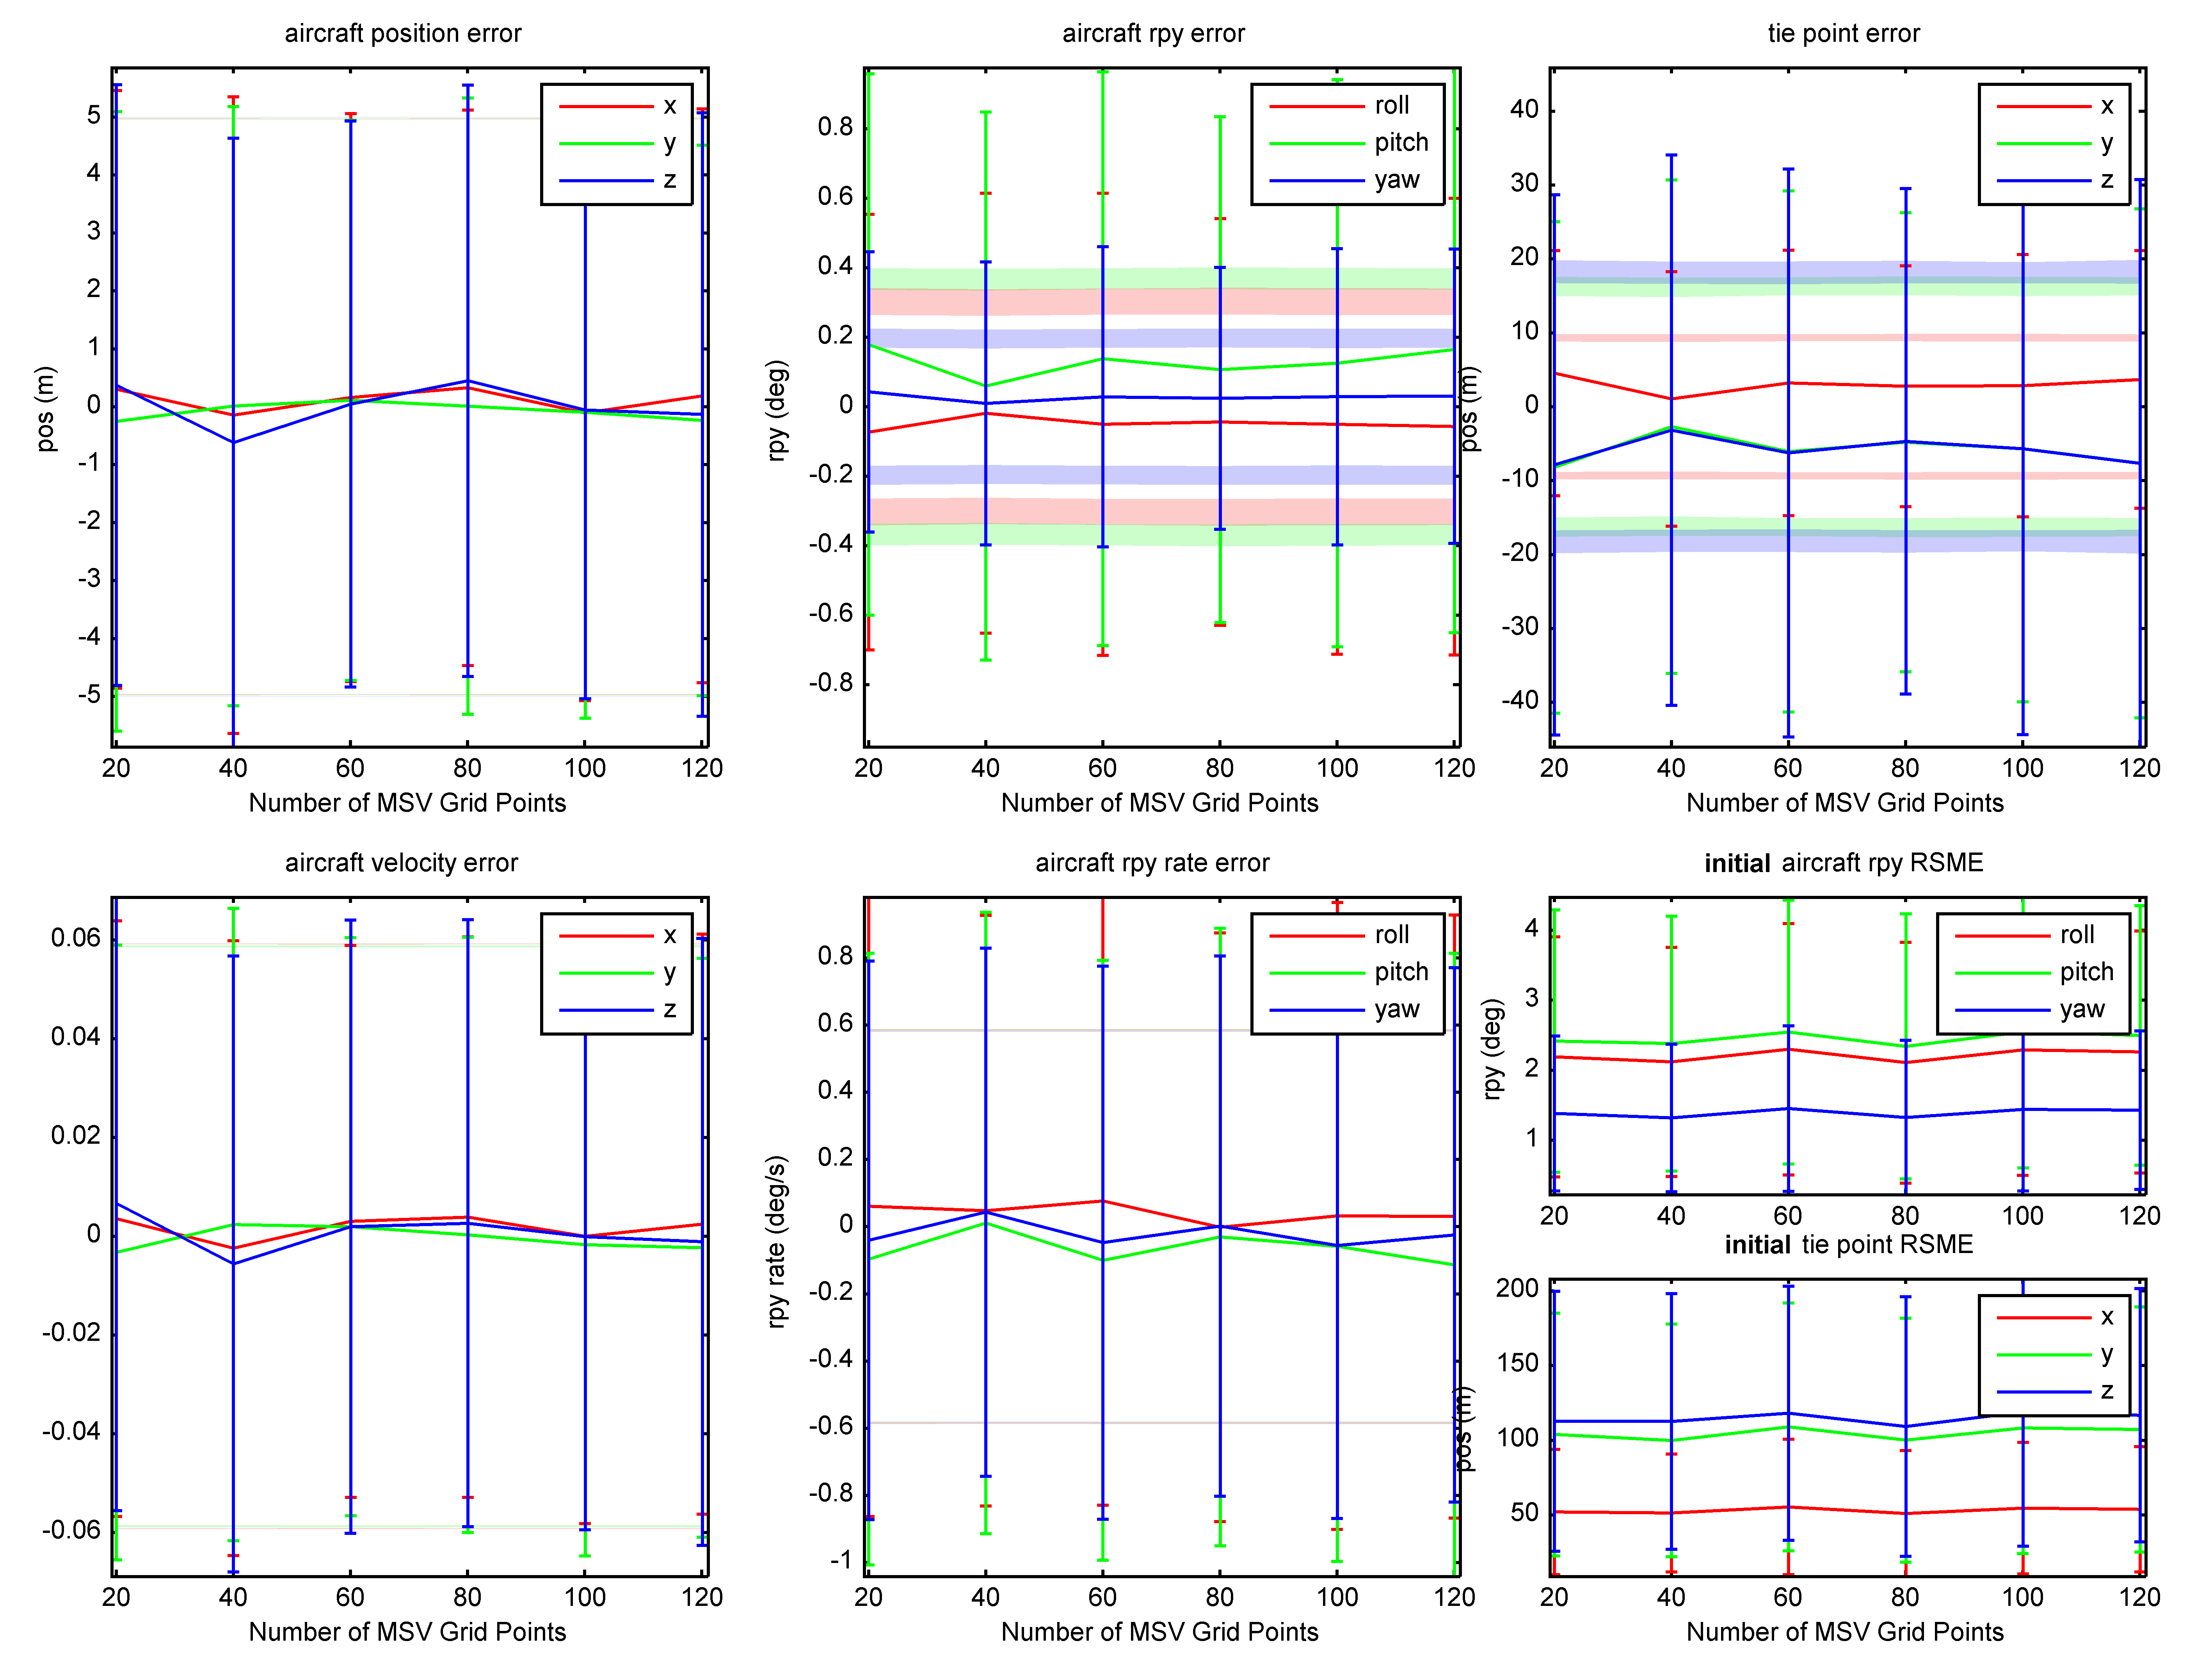 aircraft position error
pos (m)
5
4
3
2
1
0
-1
-2
-3
-4
-5
20 40 60 80 100 120
Number of MSV Grid Points
x
y
z
aircraft rpy error
rpy (deg)
0.8
0.6
0.4
0.2
0
-0.2
-0.4
-0.6
-0.8
20 40 60 80 100 120
Number of MSV Grid Points
roll
pitch
yaw
tie point error
pos (m)
40
30
20
10
0
-10
-20
-30
-40
20 40 60 80 100 120
Number of MSV Grid Points
x
y
z
aircraft velocity error
0.06
0.04
0.02
0
-0.02
-0.04
-0.06
20 40 60 80 100 120
Number of MSV Grid Points
x
y
z
aircraft rpy rate error
rpy rate (deg/s)
0.8
0.6
0.4
0.2
0
-0.2
-0.4
-0.6
-0.8
-1
20 40 60 80 100 120
Number of MSV Grid Points
roll
pitch
yaw
initial aircraft rpy RSME
rpy (deg)
4
3
2
1
20 40 60 80 100 120
roll
pitch
yaw
initial tie point RSME
pos (m)
200
150
100
50
20 40 60 80 100 120
Number of MSV Grid Points
x
y
z